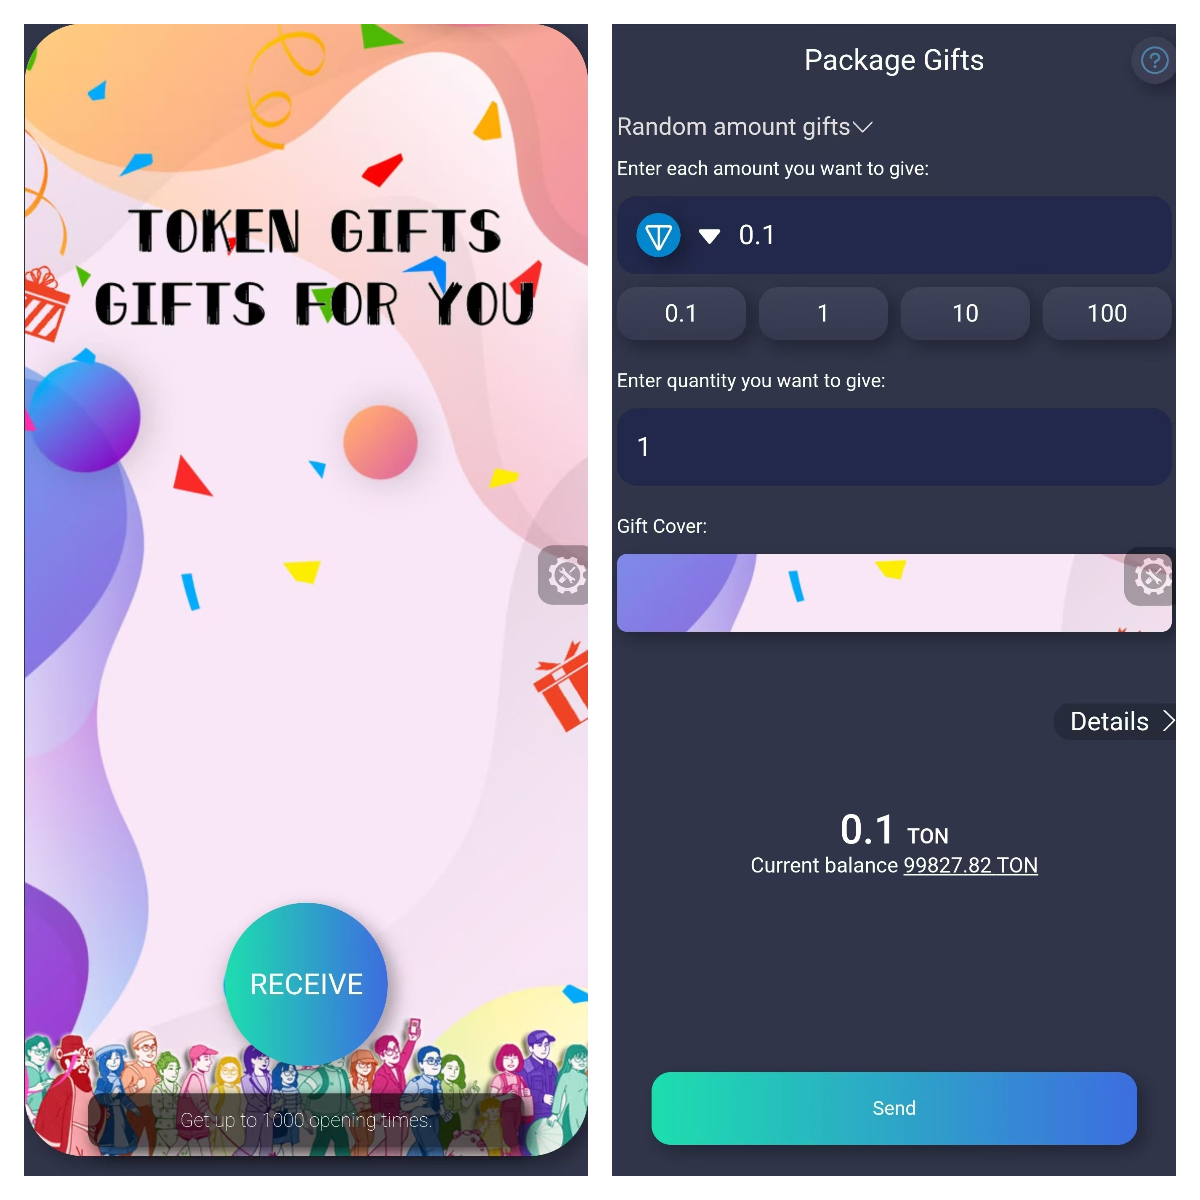 TOKEN GIFTS
GIFTS FOR YOU
RECEIVE
Get up to 1000 opening times.
Package Gifts
Random amount gifts
Enter each amount you want to give:
0.1
0.1 1 10 100
Enter quantity you want to give:
1
Gift Cover:
Details
0.1 TON
Current balance 99827.82 TON
Send